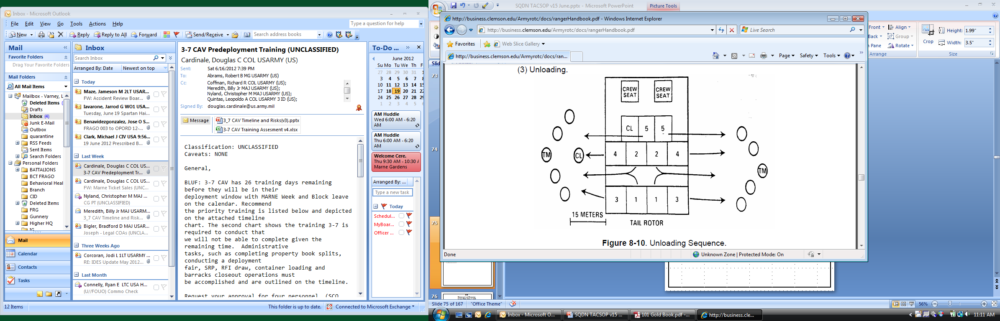 Inbox - Microsoft Outlook
File Edit View Go Tools Actions Help
Type a question for help
New Reply Reply to All Forward Send/Receive Search address books
Mail
Favorite Folders
Drag Your Favorite Folders
Mail Folders
All Mail Items
Mailbox - Varney, L
Deleted Items
Drafts
Inbox (4)
Junk E-Mail
Outbox
quarantine
RSS Feeds
Sent Items
Search Folders
Personal Folders
BATTALIONS
BCT FRAGO
Behavioral Heal
Branch
CID
Deleted Items
FRG
Gunnery
Higher HQ
IG
Mail
Calendar
Contacts
Tasks
12 Items
Inbox
Search Inbox
Arranged By: Date Newest on top
Today
Maze, Jameson M 2LT USAR...
FW: Accident Review Boar...
Iavarone, Jarrod G WO1 USA...
Tuesday, June 19 Spartan Hai...
Benavidezgonzalez, Jose O S...
FRAGO 003 to OPORD 12-...
Clark, Michael J CIV USA 9:56...
19 June 2012 Prescribed B...
Last Week
Cardinale, Douglas C COL US...
3-7 CAV Predeployment Tr...
Cardinale, Douglas C COL US...
FW: Marne Ticket Sales (UNC...
Nyland, Christopher M MAJ ...
CG PT (UNCLASSIFIED)
Meredith, Billy Jr MAJ USARM...
3_7 CAV Timeline and Risk...
Bigler, Bradford D MAJ USAR...
Joseph - Legal COAs (UNCLA...
Three Weeks Ago
Corcoran, Jodi L 1LT USARMY ...
RE: IDES Update May 2012...
Last Month
Connelly, Ryan E LTC USA H...
(U//FOUO) Commo Check
3-7 CAV Predeployment Training (UNCLASSIFIED)
Cardinale, Douglas C COL USARMY (US)
Sent: Sat 6/16/2012 7:39 PM
To: Abrams, Robert B MG USARMY (US)
Cc: Coffman, Richard R COL USARMY (US);
Meredith, Billy Jr MAJ USARMY (US);
Nyland, Christopher M MAJ USARMY (US);
Quintas, Leopoldo A COL USARMY 3 ID (US);
Signed By: douglas.cardinale@us.army.mil
Message 3_7 CAV Timeline and Risks(v3).pptx
3-7 CAV Training Assesment v4.xlsx
Classification: UNCLASSIFIED
Caveats: NONE
General,
BLUF: 3-7 CAV has 26 training days remaining
before they will be in their
deployment window with MARNE Week and Block leave
on the calendar. Recommend
the priority training is listed below and depicted
on the attached timeline
chart. The second chart shows the training 3-7 is
required to conduct that
we will not be able to complete given the
remaining time. Administrative
tasks, such as completing property book splits,
conducting a deployment
fair, SRP, RFI draw, container loading and
barracks closeout operations must
be accomplished and are outlined on the timeline.
Request your approval for four personnel (SCO
This folder is up to date. Connected to Microsoft Exchange
To-Do ...
June 2012
Su Mo Tu We Th F
27 28 29 30 31 1
3 4 5 6 7 8
10 11 12 13 14 15
17 18 19 20 21 22
24 25 26 27 28 29
1 2 3 4 5 6
AM Huddle
Wed 6:00 AM - 6:20
AM
AM Huddle
Thu 6:00 AM - 6:20
AM
Welcome Cere.
Thu 9:30 AM - 10:30 A
Marne Gardens
Arranged By: ...
Type a new task
Today
Schedul...
MyBoar...
Officer ...
SQDN TACSOP v15 June.pptx - Microsoft PowerPoint Picture Tools
http://business.clemson.edu/Armyrotc/docs/rangerHandbook.pdf - Windows Internet Explorer
http://business.clemson.edu/Armyrotc/docs/rangerHandbook.pdf Live Search
Favorites Web Slice Gallery
http://business.clemson.edu/Armyrotc/docs/ran... Page Safety Tools
Front Align Height: 1.99"
Back Group
Pane Rotate Crop Width: 3.5"
Arrange Size
Slid
73
74
75
76
(3) Unloading.
CREW SEAT CREW SEAT
CL 5 5
TM CL 4 2 2 4
TM
3 1 1 3
15 METERS
TAIL ROTOR
Figure 8-10. Unloading Sequence.
Done Unknown Zone | Protected Mode: On
Slide 75 of 167 "Office Theme" 56%
Inbox - Microsoft O... SQDN TACSOP v15 ... 101 Gold Book.pdf -... http://business.cle... 11:11 AM